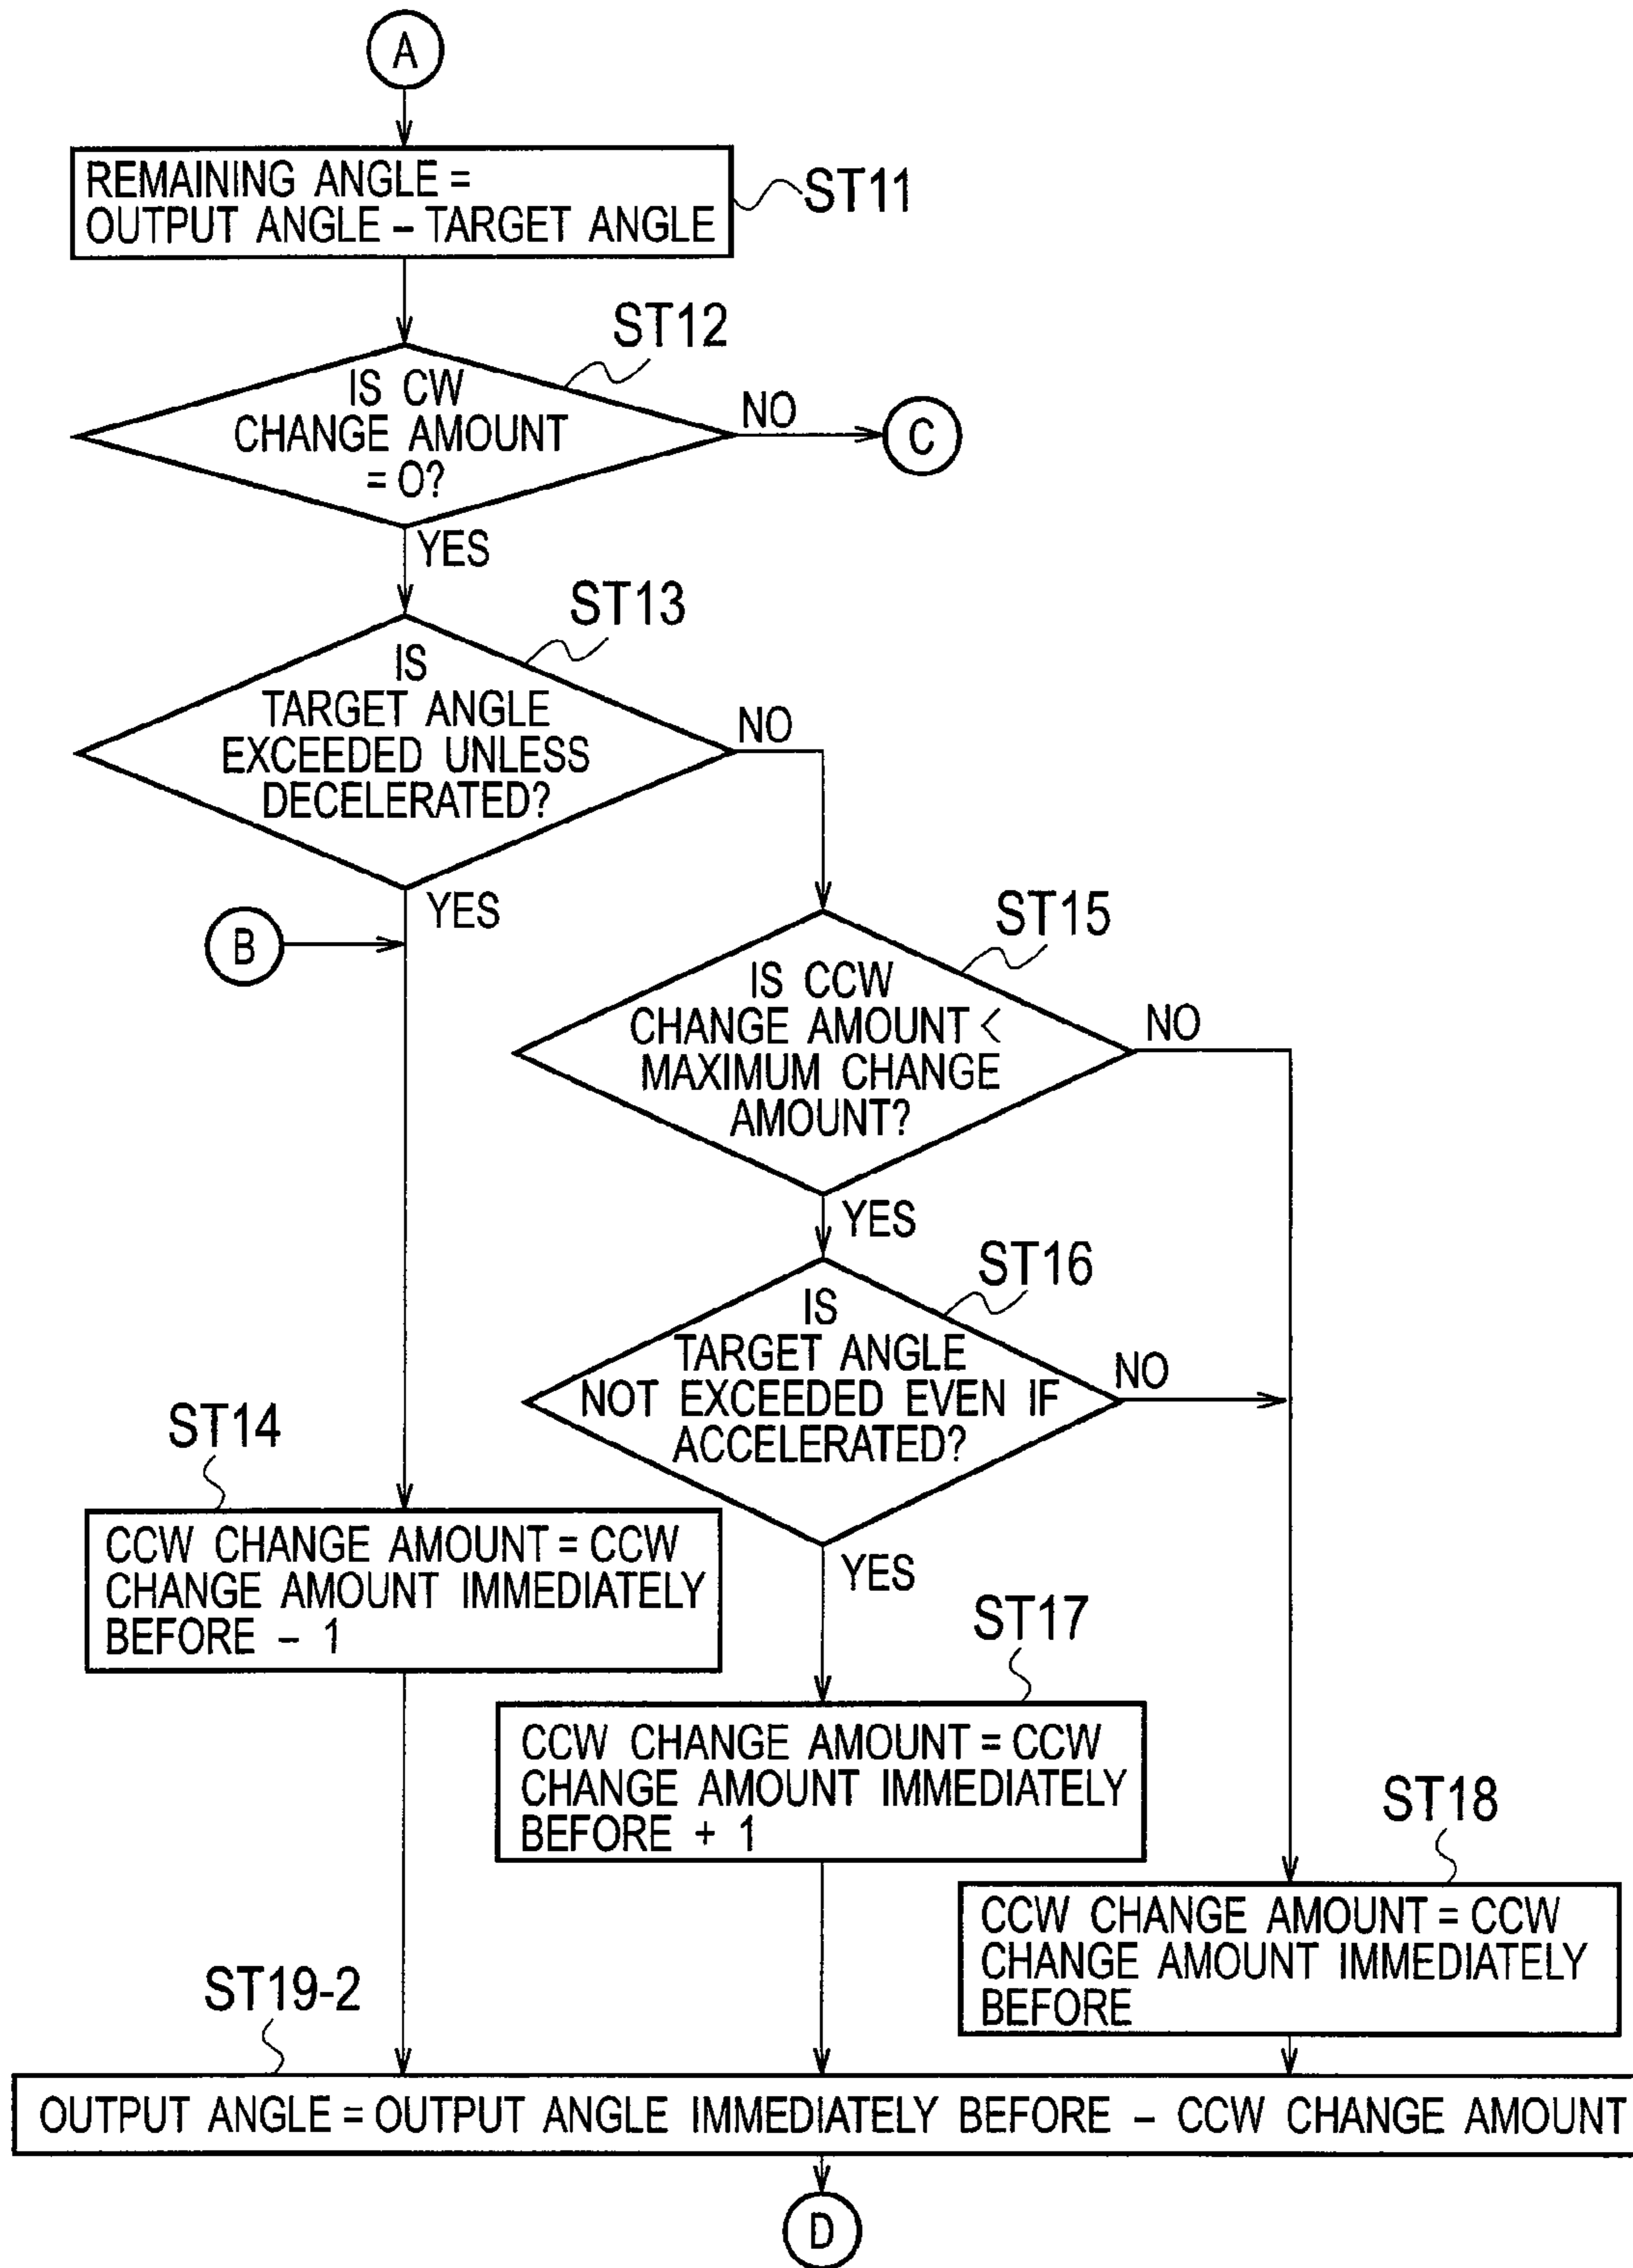 A
REMAINING ANGLE =
OUTPUT ANGLE – TARGET ANGLE
ST11
ST12
IS CW
CHANGE AMOUNT
= 0?
NO
C
YES
ST13
IS
TARGET ANGLE
EXCEEDED UNLESS
DECELERATED?
NO
YES
B
ST15
IS CCW
CHANGE AMOUNT <
MAXIMUM CHANGE
AMOUNT?
NO
YES
ST16
IS
TARGET ANGLE
NOT EXCEEDED EVEN IF
ACCELERATED?
NO
YES
ST14
CCW CHANGE AMOUNT = CCW
CHANGE AMOUNT IMMEDIATELY
BEFORE – 1
ST17
CCW CHANGE AMOUNT = CCW
CHANGE AMOUNT IMMEDIATELY
BEFORE + 1
ST18
CCW CHANGE AMOUNT = CCW
CHANGE AMOUNT IMMEDIATELY
BEFORE
ST19-2
OUTPUT ANGLE = OUTPUT ANGLE IMMEDIATELY BEFORE – CCW CHANGE AMOUNT
D